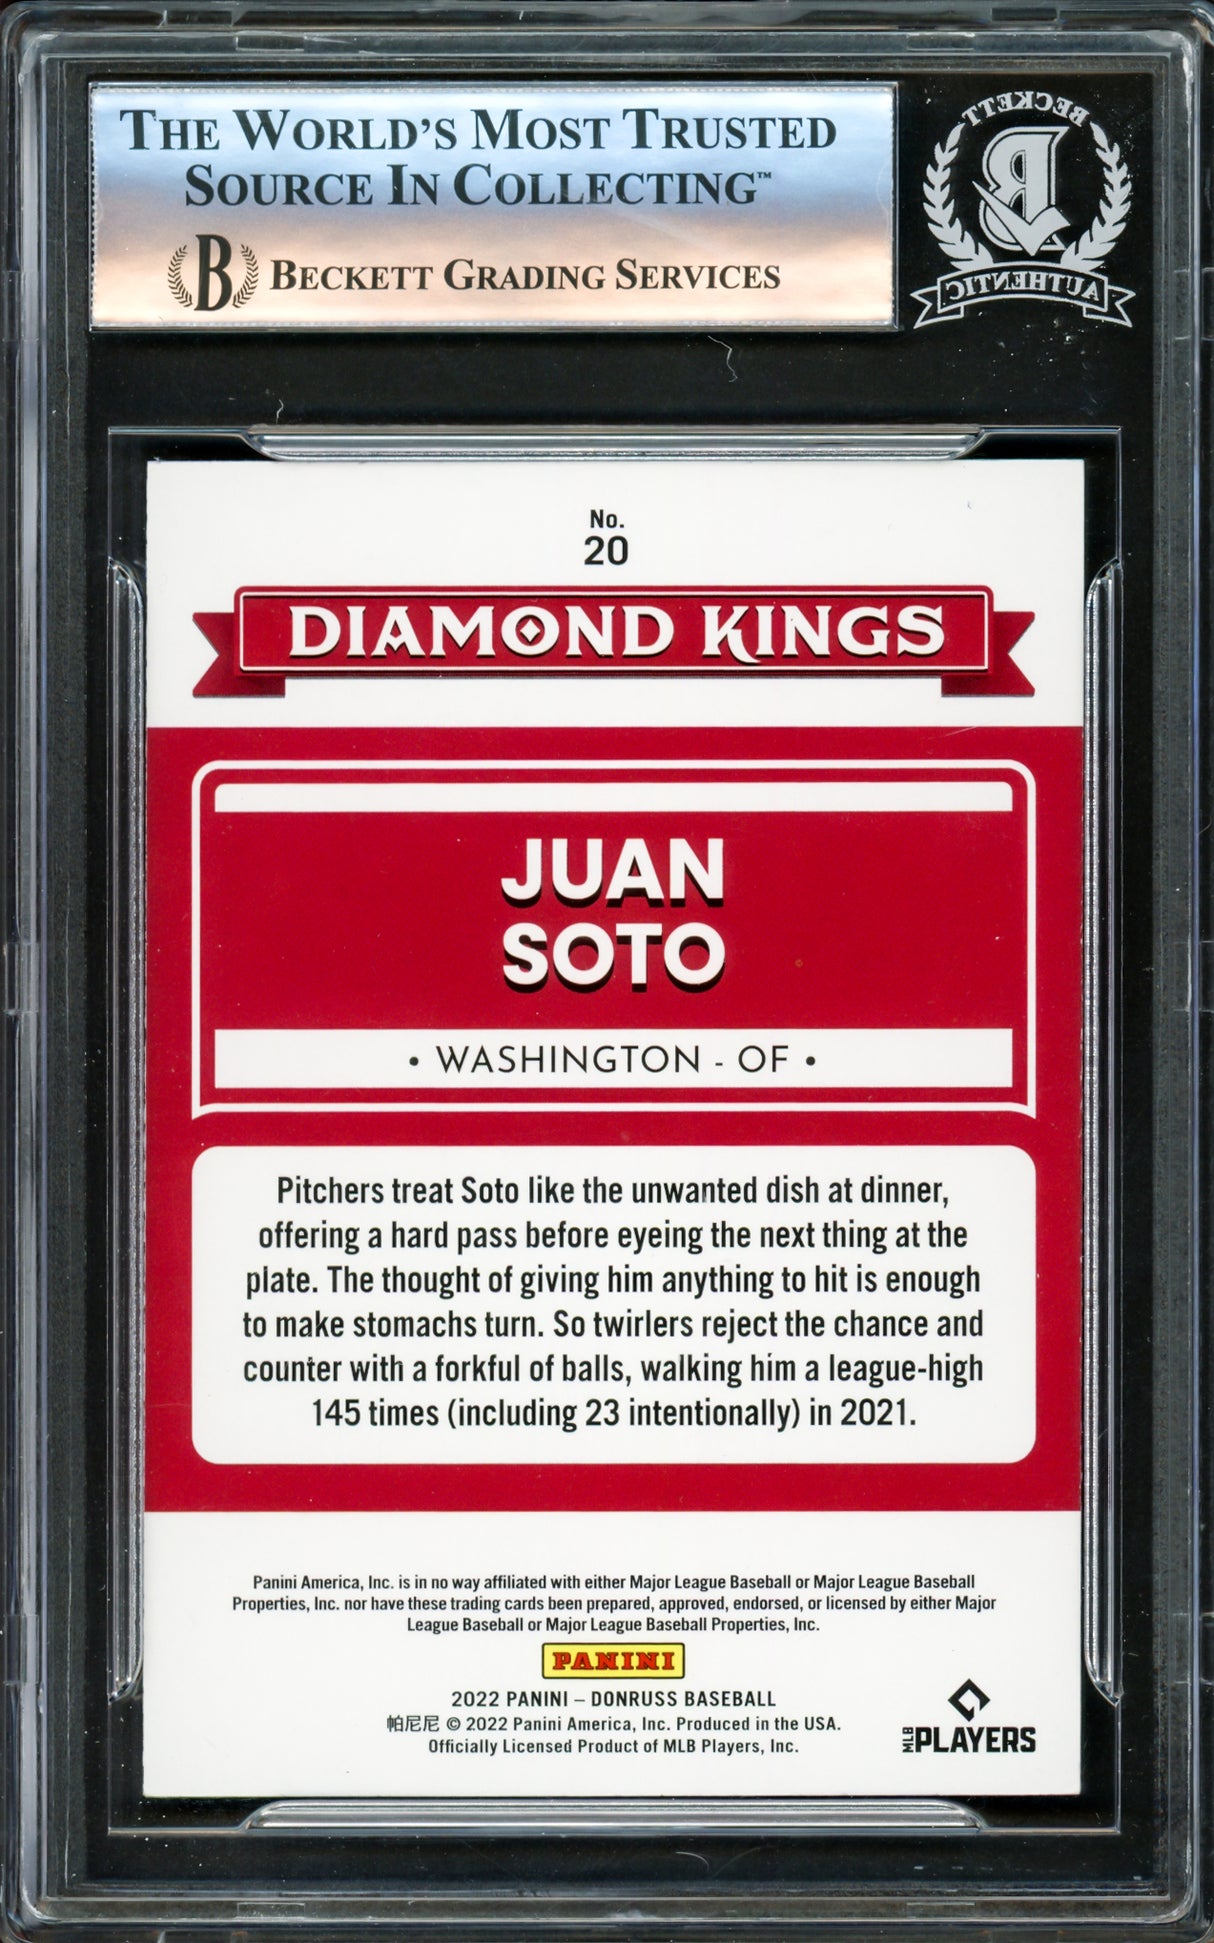 THE WORLD'S MOST TRUSTED
SOURCE IN COLLECTING™
B BECKETT GRADING SERVICES
BECKETT
B
AUTHENTIC
No.
20
DIAMOND KINGS
JUAN
SOTO
• WASHINGTON - OF •
Pitchers treat Soto like the unwanted dish at dinner,
offering a hard pass before eyeing the next thing at the
plate. The thought of giving him anything to hit is enough
to make stomachs turn. So twirlers reject the chance and
counter with a forkful of balls, walking him a league-high
145 times (including 23 intentionally) in 2021.
Panini America, Inc. is in no way affiliated with either Major League Baseball or Major League Baseball
Properties, Inc. nor have these trading cards been prepared, approved, endorsed, or licensed by either Major
League Baseball or Major League Baseball Properties, Inc.
PANINI
2022 PANINI – DONRUSS BASEBALL
帕尼尼 © 2022 Panini America, Inc. Produced in the USA.
Officially Licensed Product of MLB Players, Inc.
MLB PLAYERS